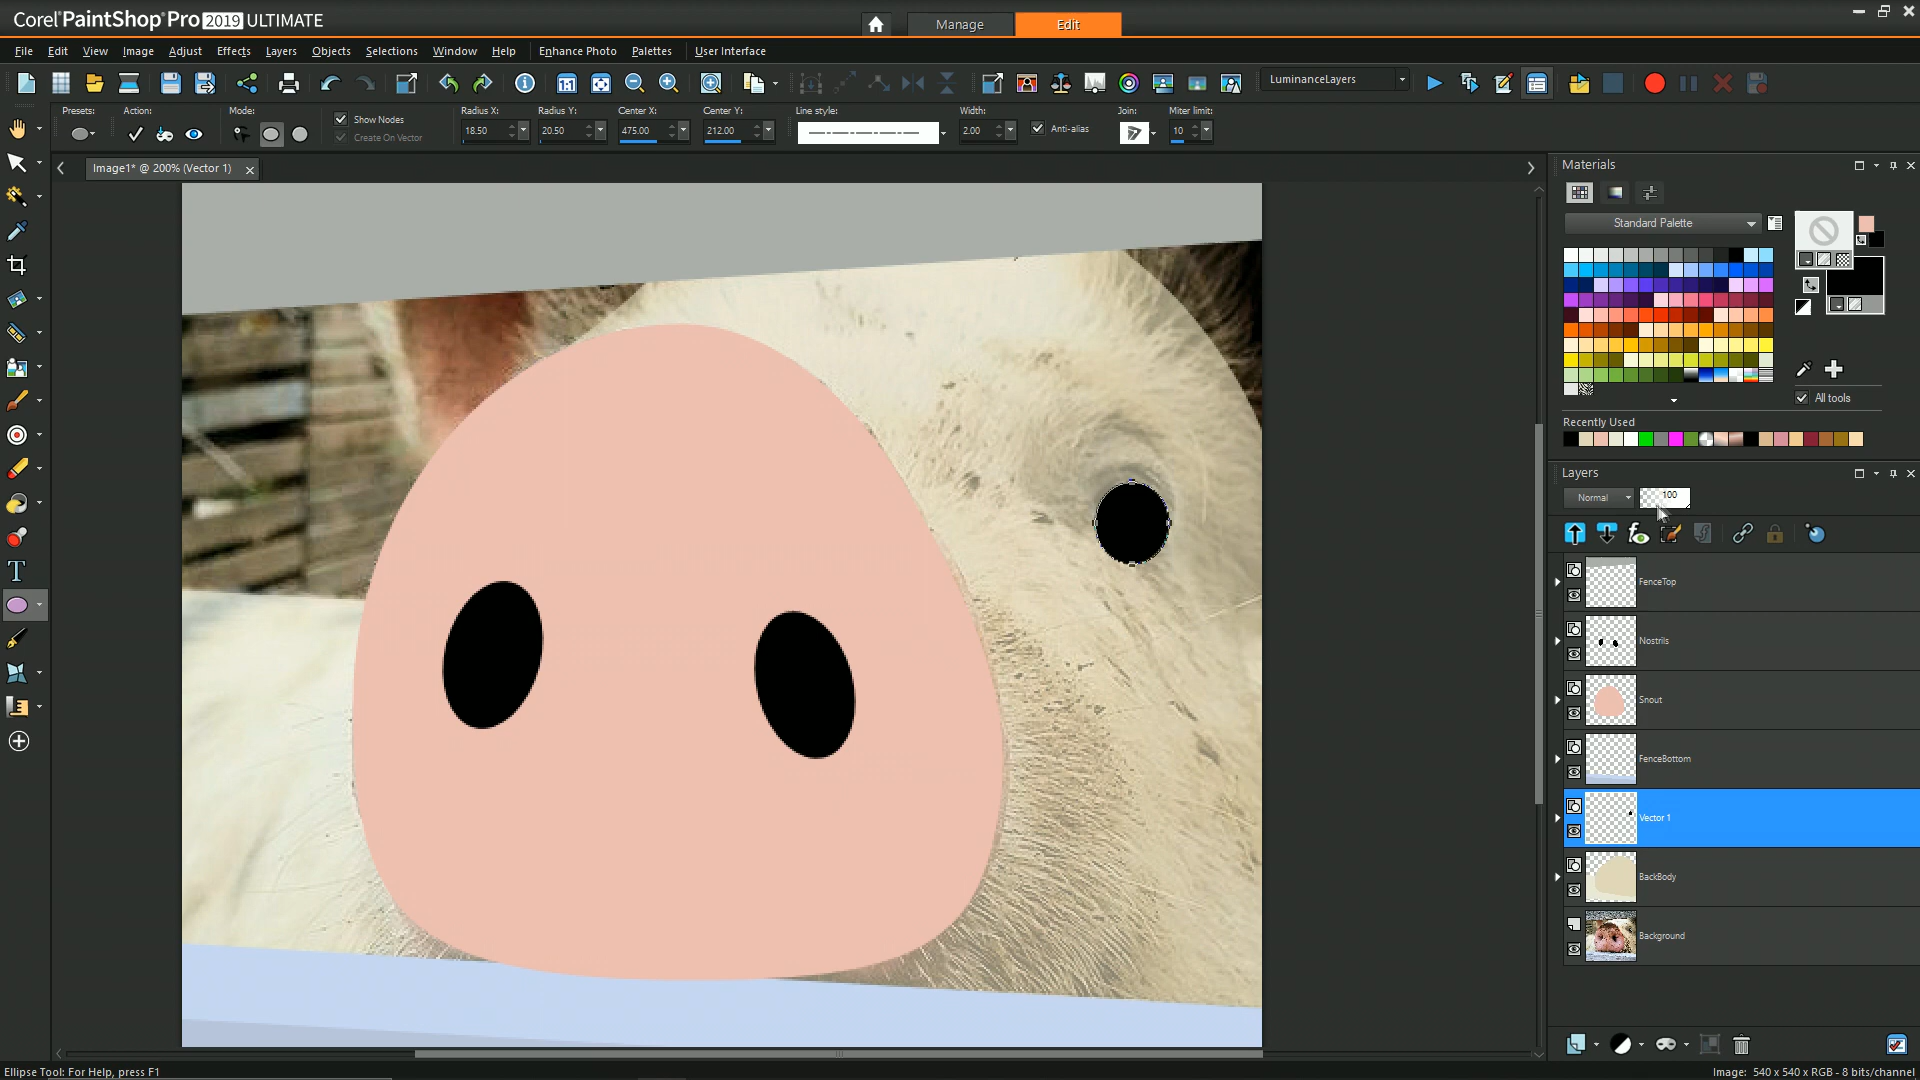 Corel PaintShop Pro 2019 ULTIMATE
Manage
Edit
File Edit View Image Adjust Effects Layers Objects Selections Window Help Enhance Photo Palettes User Interface
LuminanceLayers
Presets: Action: Mode: Show Nodes Radius X: Radius Y: Center X: Center Y: Line style: Width: Join: Miter limit:
Create On Vector 18.50 20.50 475.00 212.00 2.00 Anti-alias 10
Image1* @ 200% (Vector 1)
Materials
Standard Palette
All tools
Recently Used
Layers
Normal 100
FenceTop
Nostrils
Snout
FenceBottom
Vector 1
BackBody
Background
Ellipse Tool: For Help, press F1
Image: 540 x 540 x RGB - 8 bits/channel